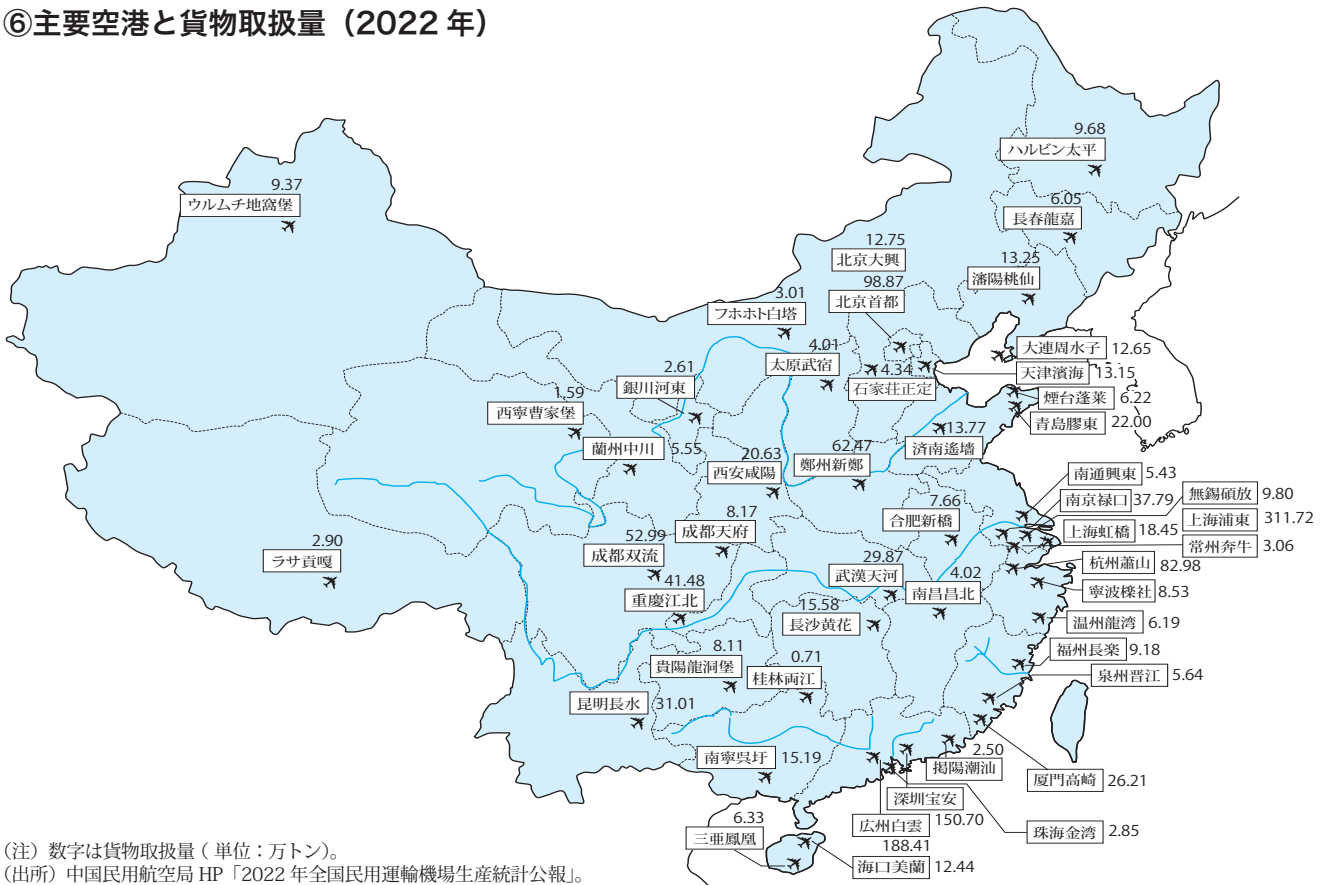 ⑥主要空港と貨物取扱量（2022 年）
9.68
ハルビン太平
9.37
ウルムチ地窩堡
6.05
長春龍嘉
12.75
北京大興
13.25
瀋陽桃仙
98.87
北京首都
3.01
フホホト白塔
大連周水子 12.65
4.01
太原武宿
天津濱海 13.15
4.34
石家荘正定
2.61
銀川河東
煙台蓬莱 6.22
1.59
西寧曹家堡
青島膠東 22.00
13.77
済南遙墻
蘭州中川 5.55
20.63
西安咸陽
62.47
鄭州新鄭
南通興東 5.43
無錫碩放 9.80
南京禄口 37.79
7.66
合肥新橋
上海浦東 311.72
上海虹橋 18.45
8.17
成都天府
常州奔牛 3.06
52.99
成都双流
2.90
ラサ貢嘎
杭州蕭山 82.98
29.87
武漢天河
4.02
南昌昌北
41.48
重慶江北
寧波櫟社 8.53
15.58
長沙黄花
温州龍湾 6.19
8.11
貴陽龍洞堡
0.71
桂林両江
福州長楽 9.18
泉州晋江 5.64
昆明長水 31.01
南寧呉圩 15.19
2.50
掲陽潮汕
厦門高崎 26.21
深圳宝安
150.70
広州白雲
188.41
珠海金湾 2.85
6.33
三亜鳳凰
海口美蘭 12.44
（注）数字は貨物取扱量（単位：万トン）。
（出所）中国民用航空局 HP「2022 年全国民用運輸機場生産統計公報」。